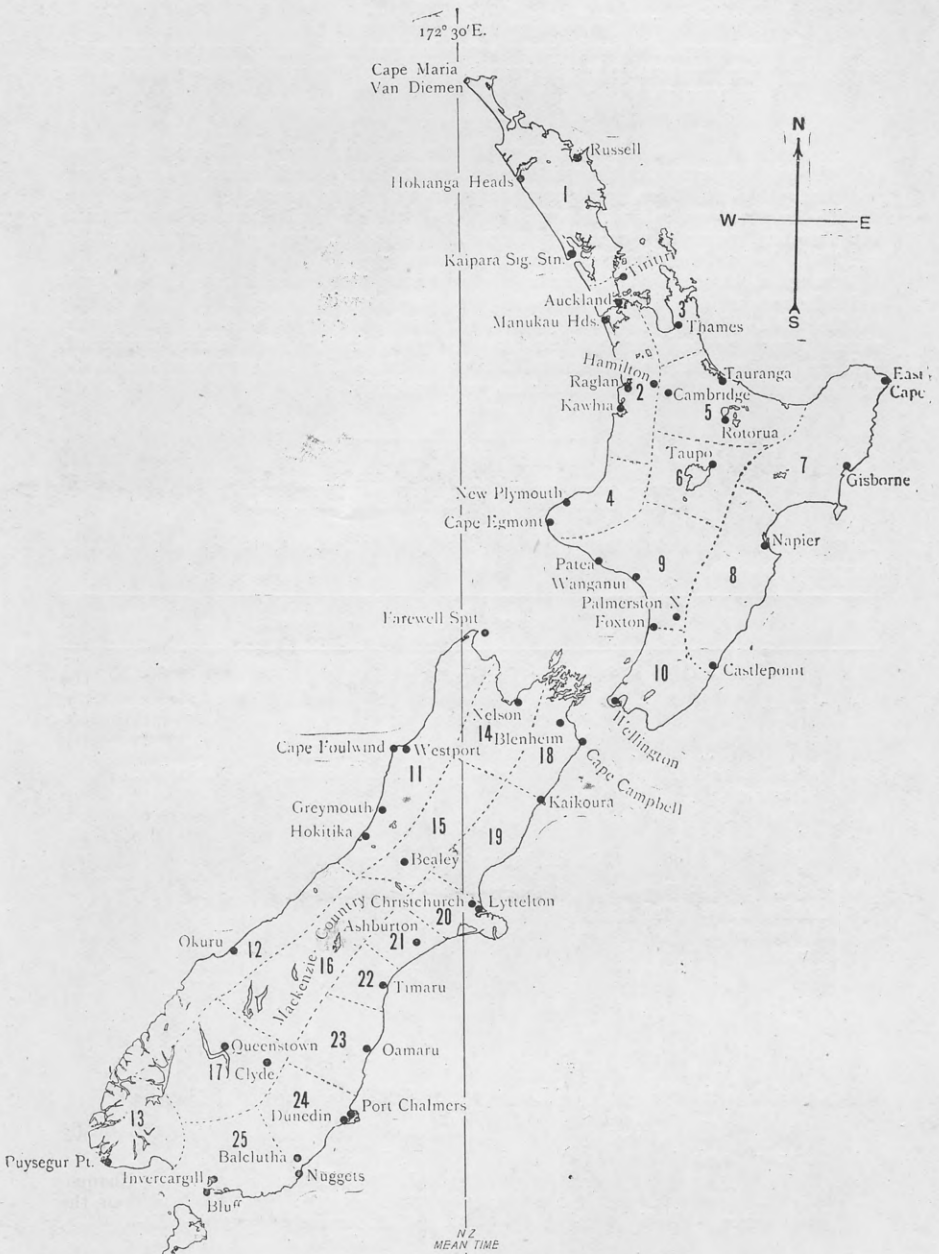 172° 30′E.
Cape Maria
Van Diemen
N
Russell
Hokianga Heads
1
W
E
Kaipara Sig. Stn.
Tiritiri
Auckland
3
S
Manukau Hds.
Thames
Hamilton
Raglan
2
Tauranga
East
Cape
Cambridge
Kawhia
5
Rotorua
Taupo
7
6
Gisborne
New Plymouth
4
Cape Egmont
Napier
Patea
9
8
Wanganui
Palmerston N
Foxton
Farewell Spit
10
Castlepoint
Nelson
Wellington
14
Blenheim
Cape Foulwind
Westport
18
11
Cape Campbell
Greymouth
Kaikoura
Hokitika
15
19
Bealey
Christchurch
Lyttelton
20
Ashburton
21
Okuru
12
Mackenzie Country
16
22
Timaru
Queenstown
23
Oamaru
17
Clyde
24
Port Chalmers
Dunedin
13
25
Puysegur Pt.
Balclutha
Invercargill
Nuggets
Bluff
N Z
MEAN TIME